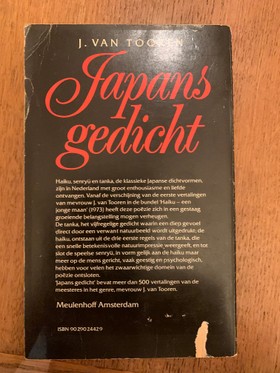 J. VAN TOOREN
Japans
gedicht
Haiku, senryū en tanka, de klassieke Japanse dichtvormen,
zijn in Nederland met groot enthousiasme en liefde
ontvangen. Vanaf de verschijning van de eerste vertalingen
van mevrouw J. van Tooren in de bundel 'Haiku – een
jonge maan' (1973) heeft deze poëzie zich in een gestaag
groeiende belangstelling mogen verheugen.
De tanka, het vijfregelige gedicht waarin een diep gevoel
direct door een verwant natuurbeeld wordt uitgedrukt; de
haiku, ontstaan uit de drie eerste regels van de tanka, die
een snelle betekenisvolle natuurimpressie weergeeft, en tot
slot de speelse senryū, in vorm gelijk aan de haiku maar
meer op de mens gericht, vaak geestig en psychologisch,
hebben voor velen het zwaarwichtige domein van de
poëzie ontsloten.
'Japans gedicht' bevat meer dan 500 vertalingen van de
meesteres in het genre, mevrouw J. van Tooren.
Meulenhoff Amsterdam
ISBN 9029024429